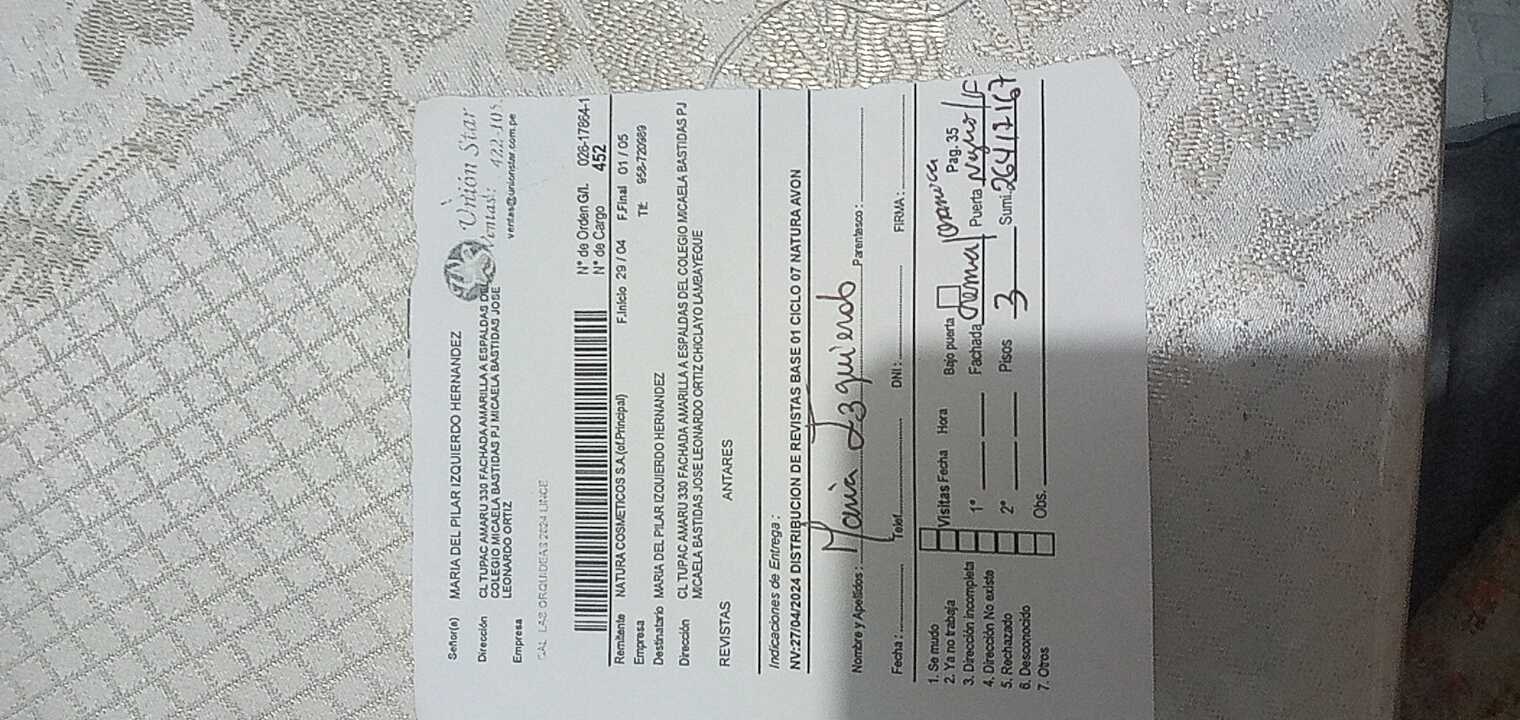 Unión Star
Ventas: 422-105
ventas@unionstar.com.pe
Señor(a) MARIA DEL PILAR IZQUIERDO HERNANDEZ
Dirección CL TUPAC AMARU 330 FACHADA AMARILLA A ESPALDAS DEL
COLEGIO MICAELA BASTIDAS PJ MICAELA BASTIDAS JOSE
LEONARDO ORTIZ
Empresa
CAL. LAS ORQUIDEAS 2624 LINCE
N° de Orden G/L 026-17864-1
N° de Cargo 452
Remitente NATURA COSMETICOS S.A.(of.Principal) F.Inicio 29 / 04 F.Final 01 / 05
Empresa Tlf: 958-720989
Destinatario MARIA DEL PILAR IZQUIERDO HERNANDEZ
Dirección CL TUPAC AMARU 330 FACHADA AMARILLA A ESPALDAS DEL COLEGIO MICAELA BASTIDAS PJ
MICAELA BASTIDAS JOSE LEONARDO ORTIZ CHICLAYO LAMBAYEQUE
REVISTAS ANTARES
Indicaciones de Entrega :
NV:27/04/2024 DISTRIBUCION DE REVISTAS BASE 01 CICLO 07 NATURA AVON
Nombre y Apellidos : Maria Izquierdo Parentesco :
Fecha : Telef. DNI : FIRMA :
1. Se mudo
2. Ya no trabaja
3. Dirección incompleta
4. Dirección No existe
5. Rechazado
6. Desconocido
7. Otros
Visitas Fecha Hora Bajo puerta Pag. 35
1° Fachada Puerta
2° Pisos 3 Sumi. 26417167
Obs.